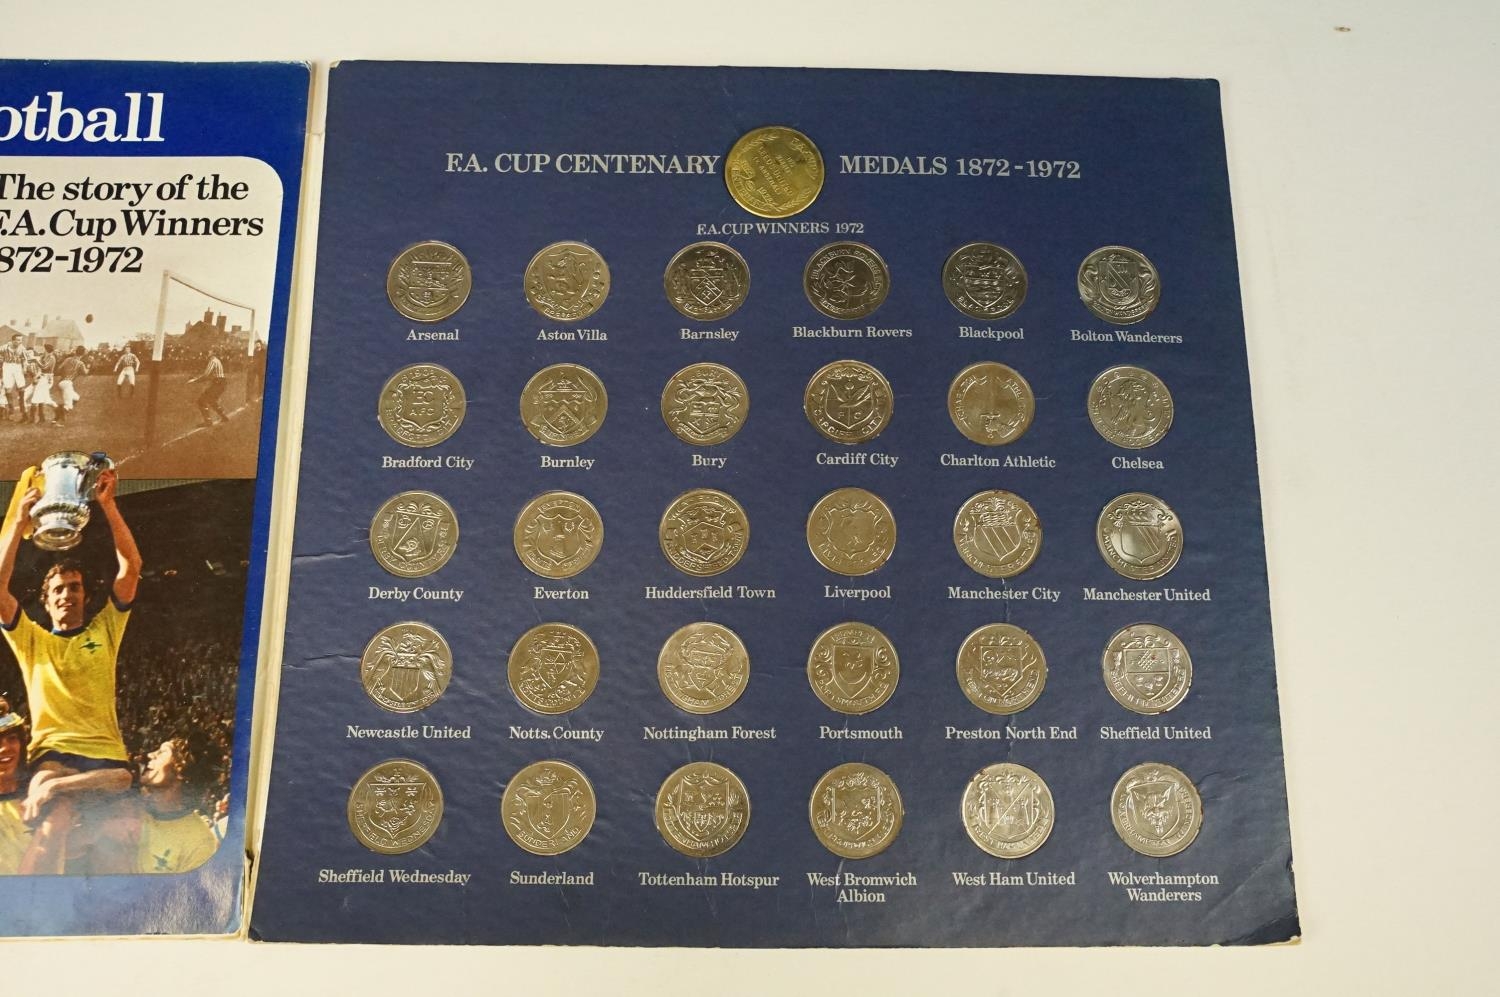 otball
The story of the
F.A. Cup Winners
872-1972
F.A. CUP CENTENARY MEDALS 1872-1972
F.A. CUP WINNERS 1972
Arsenal
Aston Villa
Barnsley
Blackburn Rovers
Blackpool
Bolton Wanderers
Bradford City
Burnley
Bury
Cardiff City
Charlton Athletic
Chelsea
Derby County
Everton
Huddersfield Town
Liverpool
Manchester City
Manchester United
Newcastle United
Notts. County
Nottingham Forest
Portsmouth
Preston North End
Sheffield United
Sheffield Wednesday
Sunderland
Tottenham Hotspur
West Bromwich
Albion
West Ham United
Wolverhampton
Wanderers